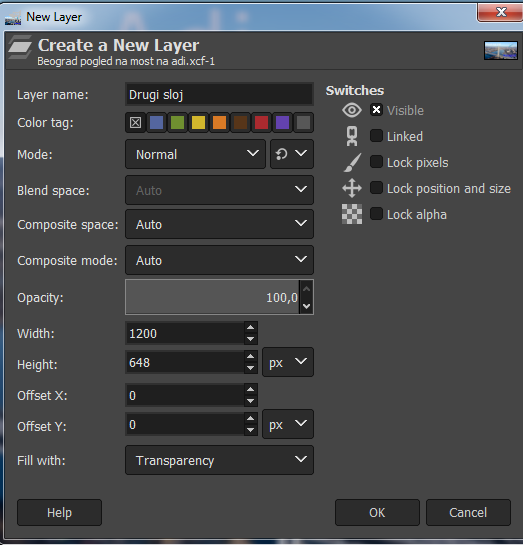 New Layer
Create a New Layer
Beograd pogled na most na adi.xcf-1
Layer name: Drugi sloj
Color tag:
Mode: Normal
Blend space: Auto
Composite space: Auto
Composite mode: Auto
Opacity: 100,0
Width: 1200
Height: 648 px
Offset X: 0
Offset Y: 0 px
Fill with: Transparency
Switches
Visible
Linked
Lock pixels
Lock position and size
Lock alpha
Help OK Cancel